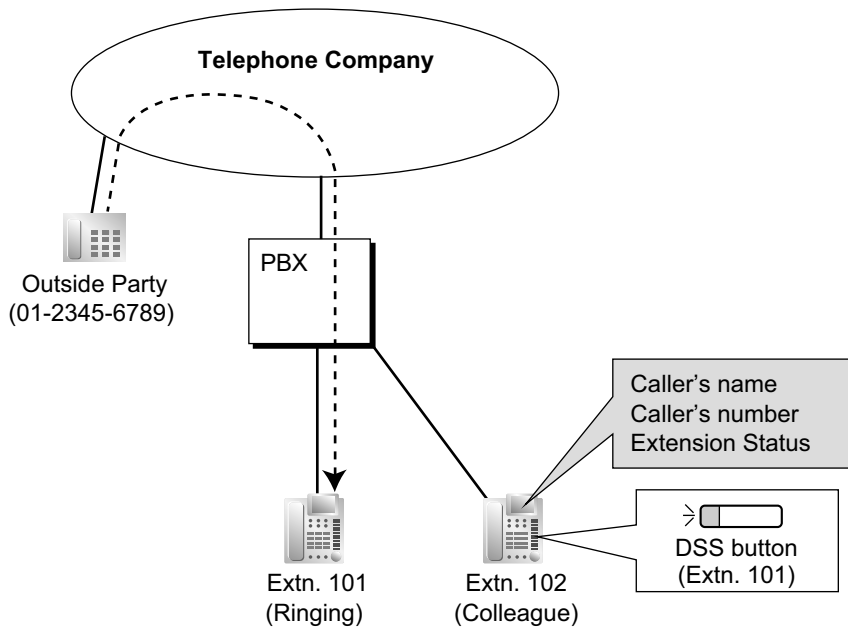 Telephone Company
PBX
Outside Party
(01-2345-6789)
Caller's name
Caller's number
Extension Status
DSS button
(Extn. 101)
Extn. 101
(Ringing)
Extn. 102
(Colleague)